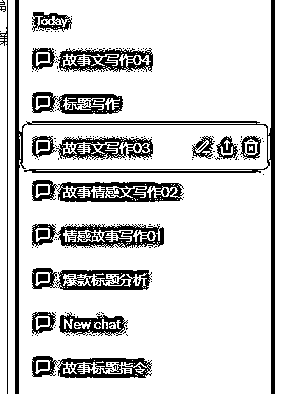 Today
故事文写作04
标题写作
故事文写作03
故事情感文写作02
情感故事写作01
爆款标题分析
New chat
故事标题指令